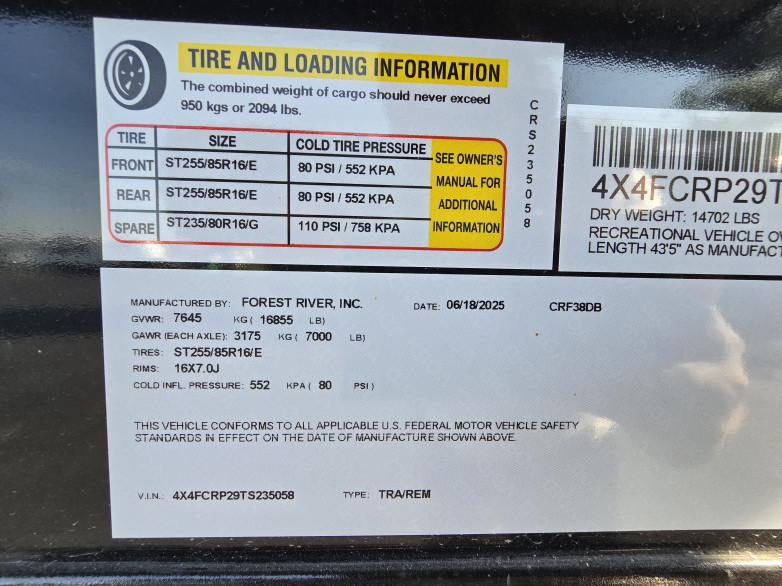 TIRE AND LOADING INFORMATION
The combined weight of cargo should never exceed
950 kgs or 2094 lbs.
TIRE SIZE COLD TIRE PRESSURE
FRONT ST255/85R16/E 80 PSI / 552 KPA
REAR ST255/85R16/E 80 PSI / 552 KPA
SPARE ST235/80R16/G 110 PSI / 758 KPA
SEE OWNER'S
MANUAL FOR
ADDITIONAL
INFORMATION
CRS235058
4X4FCRP29T
DRY WEIGHT: 14702 LBS
RECREATIONAL VEHICLE
LENGTH 43'5" AS
MANUFACTURED BY: FOREST RIVER, INC. DATE: 06/18/2025 CRF38DB
GVWR: 7645 KG ( 16855 LB)
GAWR (EACH AXLE): 3175 KG ( 7000 LB)
TIRES: ST255/85R16/E
RIMS: 16X7.0J
COLD INFL. PRESSURE: 552 KPA ( 80 PSI )
THIS VEHICLE CONFORMS TO ALL APPLICABLE U.S. FEDERAL MOTOR VEHICLE SAFETY
STANDARDS IN EFFECT ON THE DATE OF MANUFACTURE SHOWN ABOVE.
V.I.N.: 4X4FCRP29TS235058 TYPE: TRA/REM